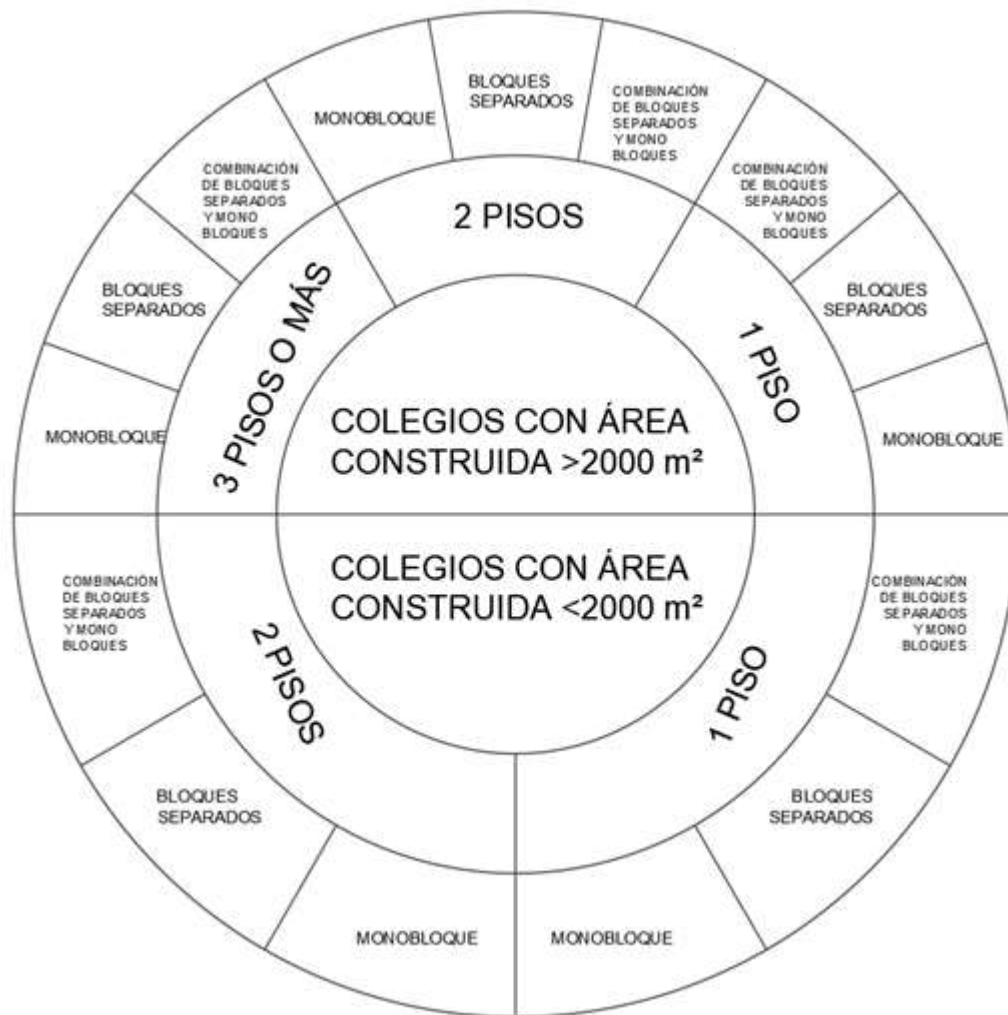 BLOQUES
SEPARADOS
MONOBLOQUE
COMBINACIÓN
DE BLOQUES
SEPARADOS
Y MONO
BLOQUES
COMBINACIÓN
DE BLOQUES
SEPARADOS
Y MONO
BLOQUES
COMBINACIÓN
DE BLOQUES
SEPARADOS
Y MONO
BLOQUES
2 PISOS
BLOQUES
SEPARADOS
BLOQUES
SEPARADOS
3 PISOS O MÁS
1 PISO
MONOBLOQUE
MONOBLOQUE
COLEGIOS CON ÁREA
CONSTRUIDA >2000 m²
COLEGIOS CON ÁREA
CONSTRUIDA <2000 m²
COMBINACIÓN
DE BLOQUES
SEPARADOS
Y MONO
BLOQUES
COMBINACIÓN
DE BLOQUES
SEPARADOS
Y MONO
BLOQUES
2 PISOS
1 PISO
BLOQUES
SEPARADOS
BLOQUES
SEPARADOS
MONOBLOQUE
MONOBLOQUE